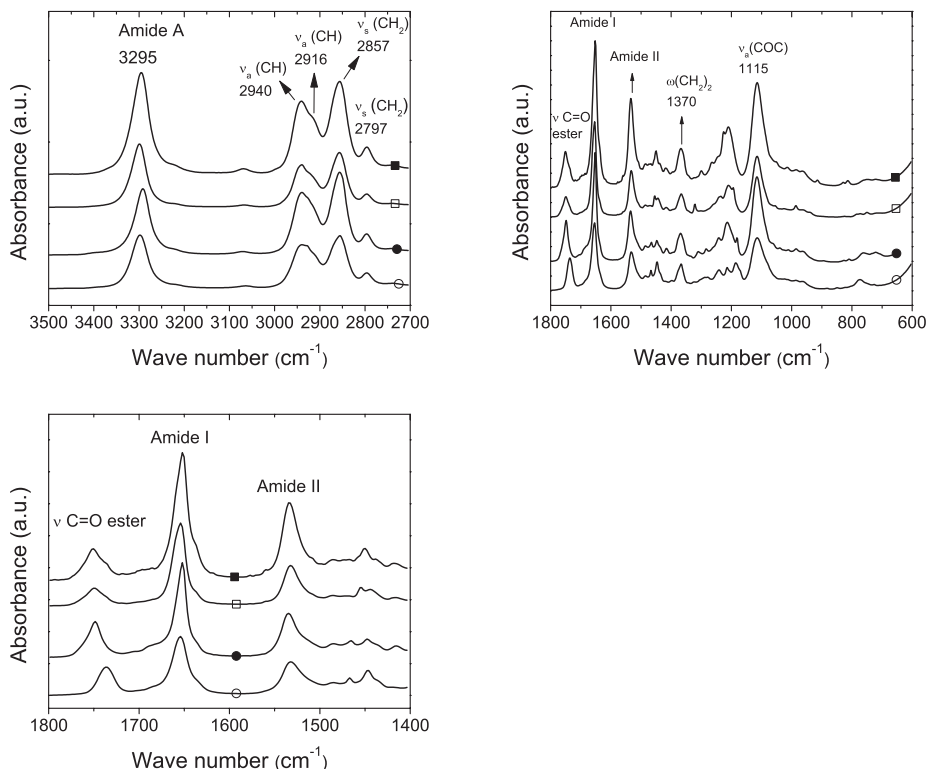 Amide A
3295
νa (CH)
2940
νa (CH)
2916
νs (CH2)
2857
νs (CH2)
2797
Absorbance (a.u.)
3500 3400 3300 3200 3100 3000 2900 2800 2700
Wave number (cm-1)
Amide I
Amide II
ν C=O
ester
ω(CH2)2
1370
νa(COC)
1115
Absorbance (a.u.)
1800 1600 1400 1200 1000 800 600
Wave number (cm-1)
Amide I
Amide II
ν C=O ester
Absorbance (a.u.)
1800 1700 1600 1500 1400
Wave number (cm-1)